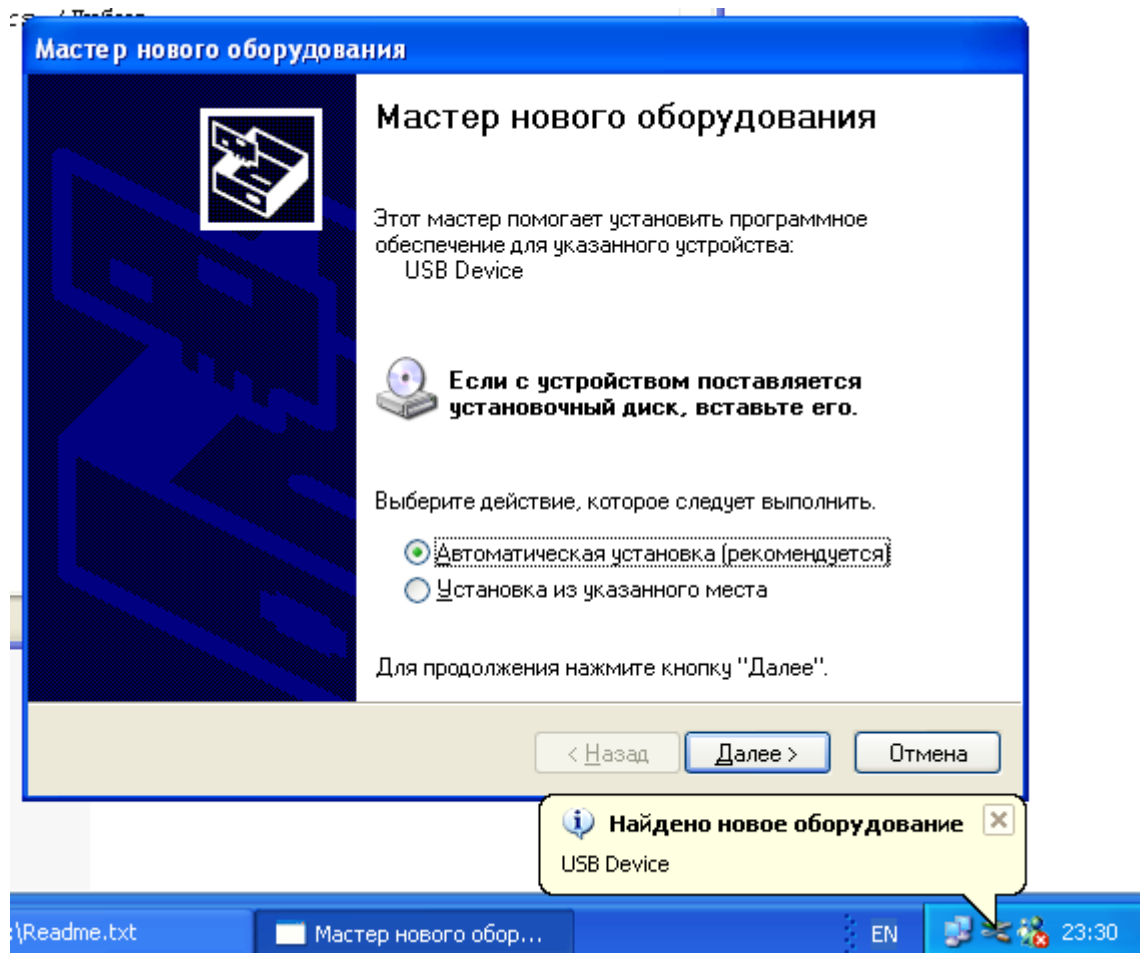 Мастер нового оборудования
Мастер нового оборудования
Этот мастер помогает установить программное
обеспечение для указанного устройства:
USB Device
Если с устройством поставляется
установочный диск, вставьте его.
Выберите действие, которое следует выполнить.
Автоматическая установка (рекомендуется)
Установка из указанного места
Для продолжения нажмите кнопку "Далее".
< Назад
Далее >
Отмена
Найдено новое оборудование
USB Device
:\Readme.txt
Мастер нового обор...
EN
23:30